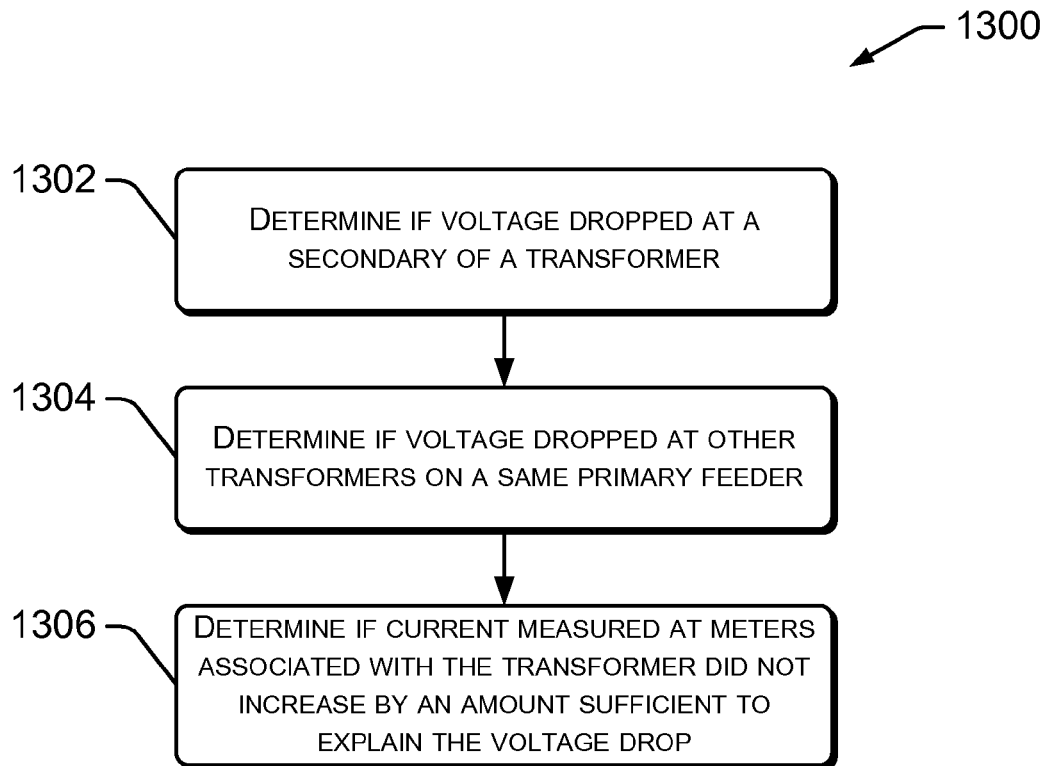 1300
1302
DETERMINE IF VOLTAGE DROPPED AT A
SECONDARY OF A TRANSFORMER
1304
DETERMINE IF VOLTAGE DROPPED AT OTHER
TRANSFORMERS ON A SAME PRIMARY FEEDER
1306
DETERMINE IF CURRENT MEASURED AT METERS
ASSOCIATED WITH THE TRANSFORMER DID NOT
INCREASE BY AN AMOUNT SUFFICIENT TO
EXPLAIN THE VOLTAGE DROP